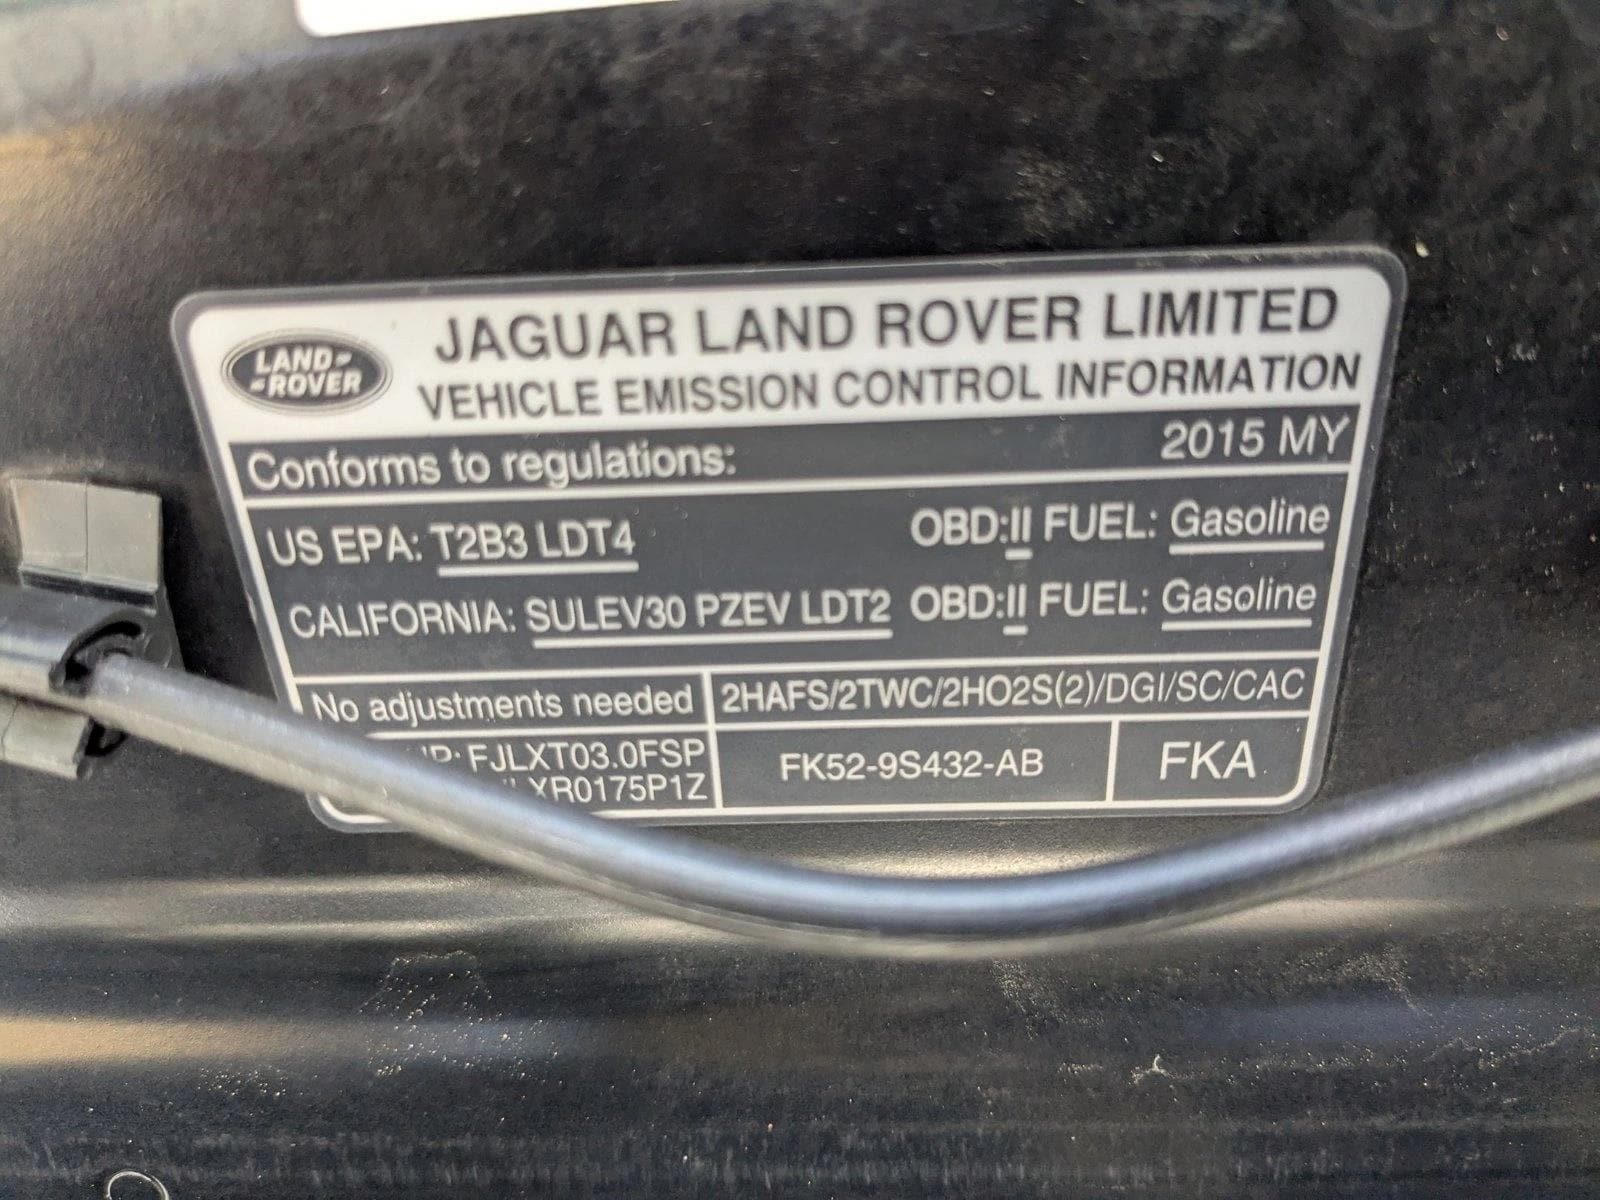 LAND-
-ROVER
JAGUAR LAND ROVER LIMITED
VEHICLE EMISSION CONTROL INFORMATION
Conforms to regulations: 2015 MY
US EPA: T2B3 LDT4 OBD:II FUEL: Gasoline
CALIFORNIA: SULEV30 PZEV LDT2 OBD:II FUEL: Gasoline
No adjustments needed 2HAFS/2TWC/2HO2S(2)/DGI/SC/CAC
FJLXT03.0FSP
FK52-9S432-AB FKA